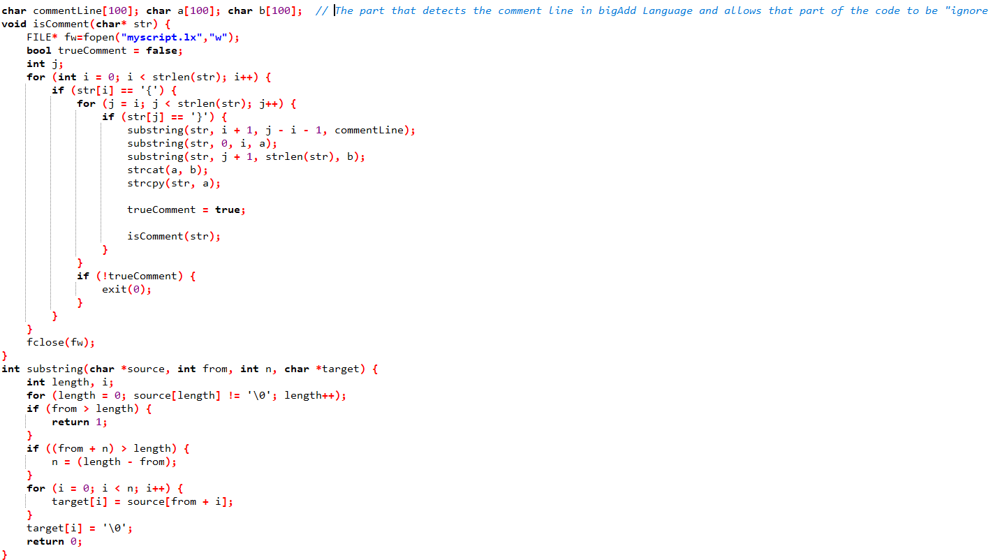 char commentLine[100]; char a[100]; char b[100];  // The part that detects the comment line in bigAdd Language and allows that part of the code to be "ignore
void isComment(char* str) {
    FILE* fw=fopen("myscript.lx","w");
    bool trueComment = false;
    int j;
    for (int i = 0; i < strlen(str); i++) {
        if (str[i] == '{') {
            for (j = i; j < strlen(str); j++) {
                if (str[j] == '}') {
                    substring(str, i + 1, j - i - 1, commentLine);
                    substring(str, 0, i, a);
                    substring(str, j + 1, strlen(str), b);
                    strcat(a, b);
                    strcpy(str, a);

                    trueComment = true;

                    isComment(str);
                }
            }
            if (!trueComment) {
                exit(0);
            }
        }
    }
    fclose(fw);
}
int substring(char *source, int from, int n, char *target) {
    int length, i;
    for (length = 0; source[length] != '\0'; length++);
    if (from > length) {
        return 1;
    }
    if ((from + n) > length) {
        n = (length - from);
    }
    for (i = 0; i < n; i++) {
        target[i] = source[from + i];
    }
    target[i] = '\0';
    return 0;
}